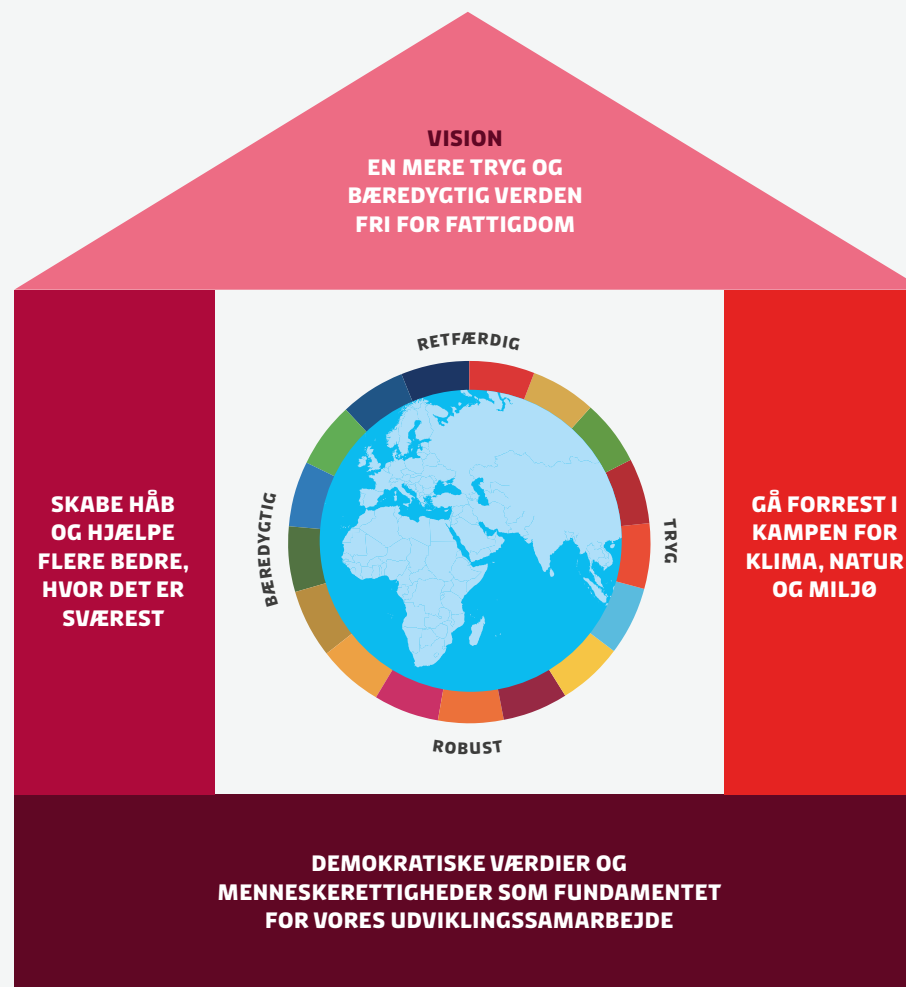 VISION
EN MERE TRYG OG
BÆREDYGTIG VERDEN
FRI FOR FATTIGDOM
RETFÆRDIG
BÆREDYGTIG
TRYG
ROBUST
SKABE HÅB
OG HJÆLPE
FLERE BEDRE,
HVOR DET ER
SVÆREST
GÅ FORREST I
KAMPEN FOR
KLIMA, NATUR
OG MILJØ
DEMOKRATISKE VÆRDIER OG
MENNESKERETTIGHEDER SOM FUNDAMENTET
FOR VORES UDVIKLINGSSAMARBEJDE